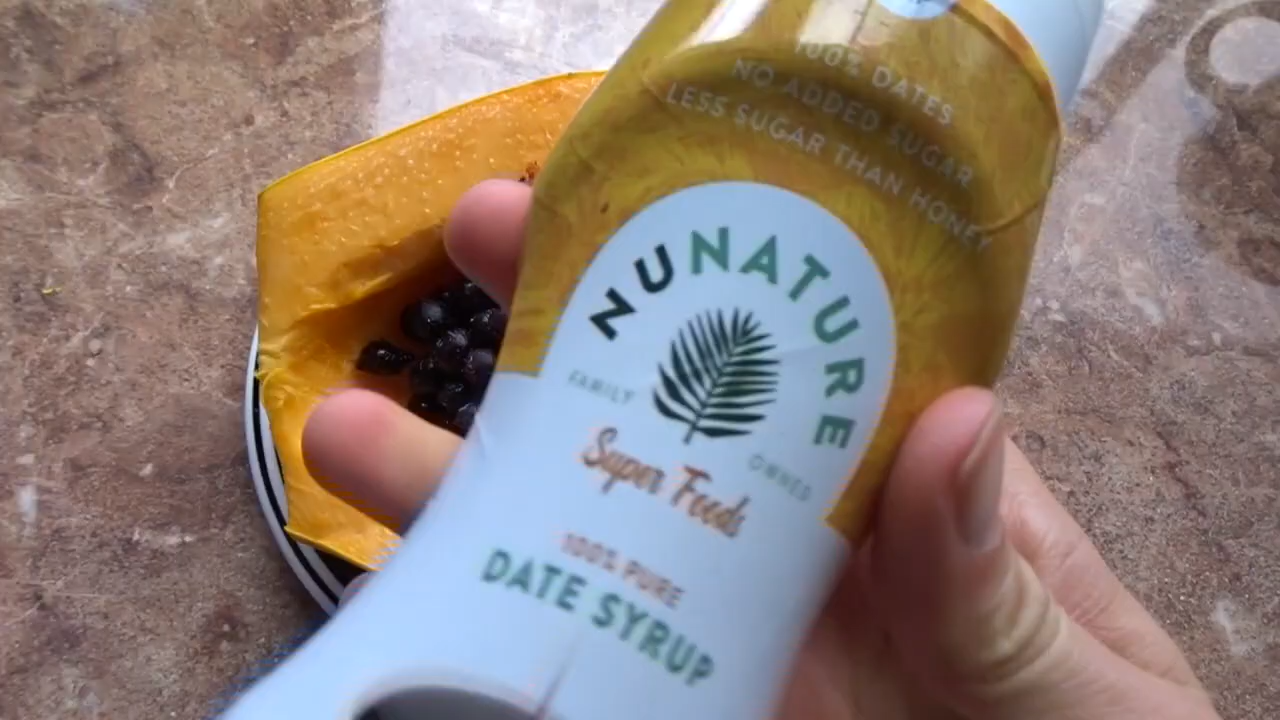 100% DATES
NO ADDED SUGAR
LESS SUGAR THAN HONEY
NUNATURE
FAMILY OWNED
Super Foods
100% PURE
DATE SYRUP